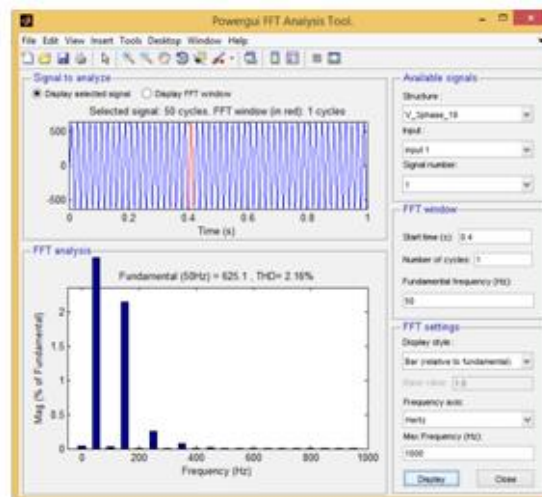 Powergui FFT Analysis Tool.
File Edit View Insert Tools Desktop Window Help
Signal to analyze
Display selected signal Display FFT window
Selected signal: 50 cycles. FFT window (in red): 1 cycles
500
0
-500
0 0.2 0.4 0.6 0.8 1
Time (s)
FFT analysis
Fundamental (50Hz) = 625.1 , THD= 2.16%
Mag (% of Fundamental)
2
1.5
1
0.5
0
0 200 400 600 800 1000
Frequency (Hz)
Available signals
Structure :
Input :
input 1
Signal number:
1
FFT window
Start time (s): 0.4
Number of cycles: 1
Fundamental frequency (Hz):
50
FFT settings
Display style :
Bar (relative to fundamental)
Base value: 1.0
Frequency axis:
Hertz
Max Frequency (Hz):
1000
Display Close